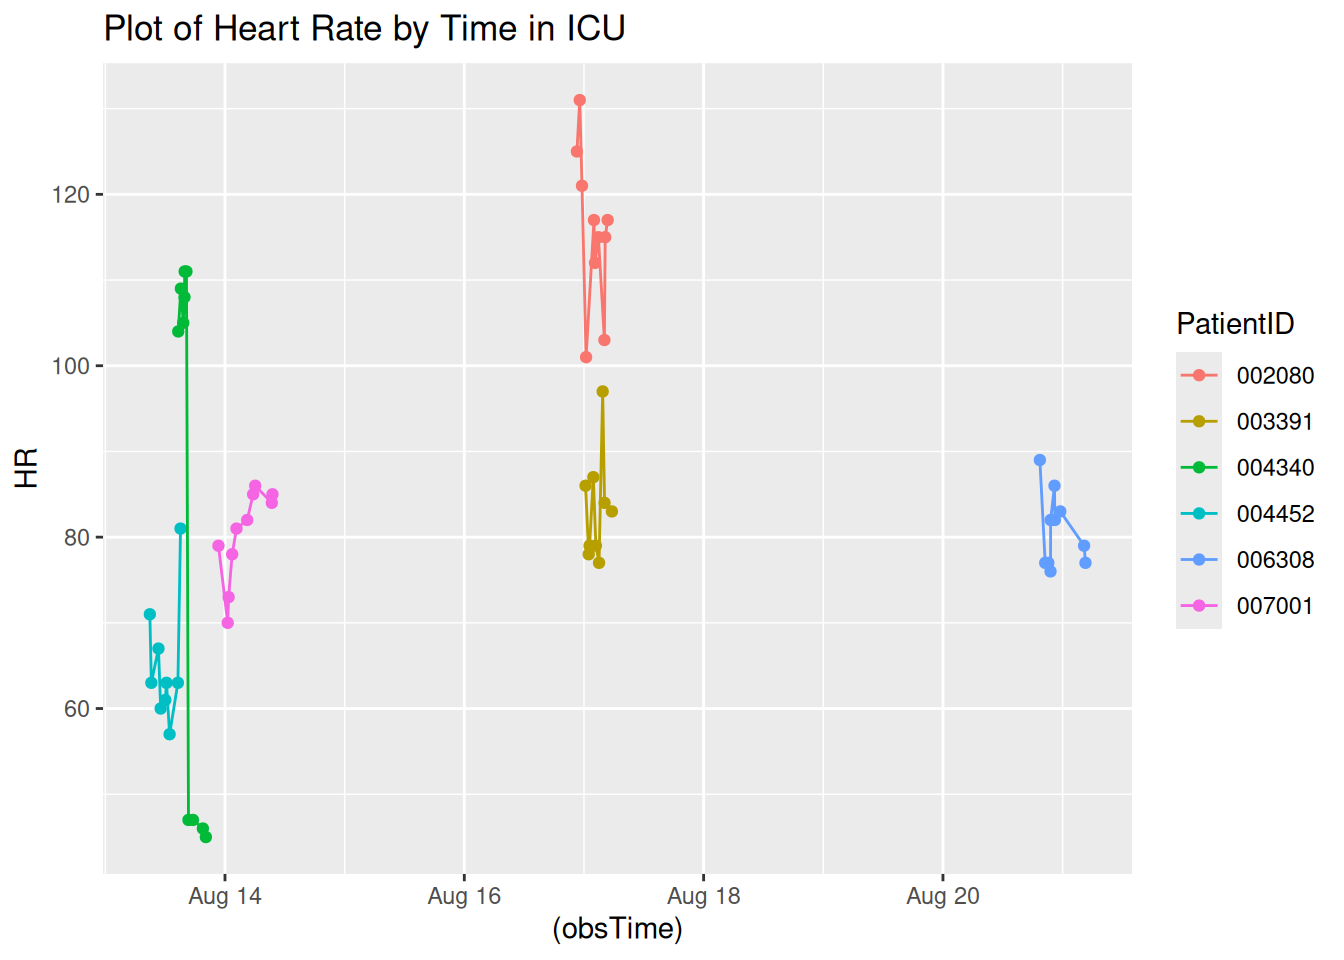 Plot of Heart Rate by Time in ICU
HR
120
100
80
60
Aug 14
Aug 16
Aug 18
Aug 20
(obsTime)
PatientID
002080
003391
004340
004452
006308
007001